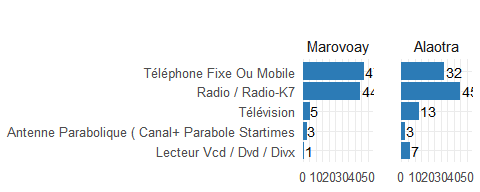 Marovoay Alaotra
Téléphone Fixe Ou Mobile 32
Radio / Radio-K7 44 45
Télévision 5 13
Antenne Parabolique ( Canal+ Parabole Startimes 3 3
Lecteur Vcd / Dvd / Divx 1 7
0 1020304050 0 1020304050